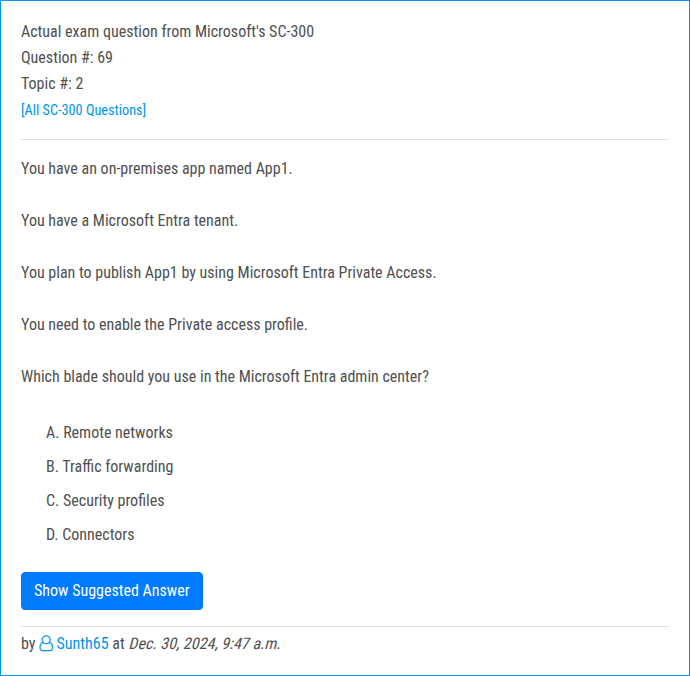 Actual exam question from Microsoft's SC-300
Question #: 69
Topic #: 2
[All SC-300 Questions]
You have an on-premises app named App1.
You have a Microsoft Entra tenant.
You plan to publish App1 by using Microsoft Entra Private Access.
You need to enable the Private access profile.
Which blade should you use in the Microsoft Entra admin center?
A. Remote networks
B. Traffic forwarding
C. Security profiles
D. Connectors
Show Suggested Answer
by Sunth65 at Dec. 30, 2024, 9:47 a.m.